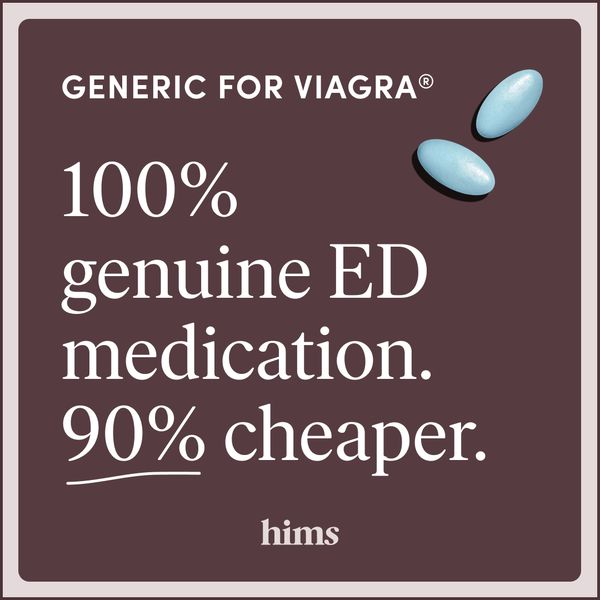 GENERIC FOR VIAGRA®
100%
genuine ED
medication.
90% cheaper.
hims